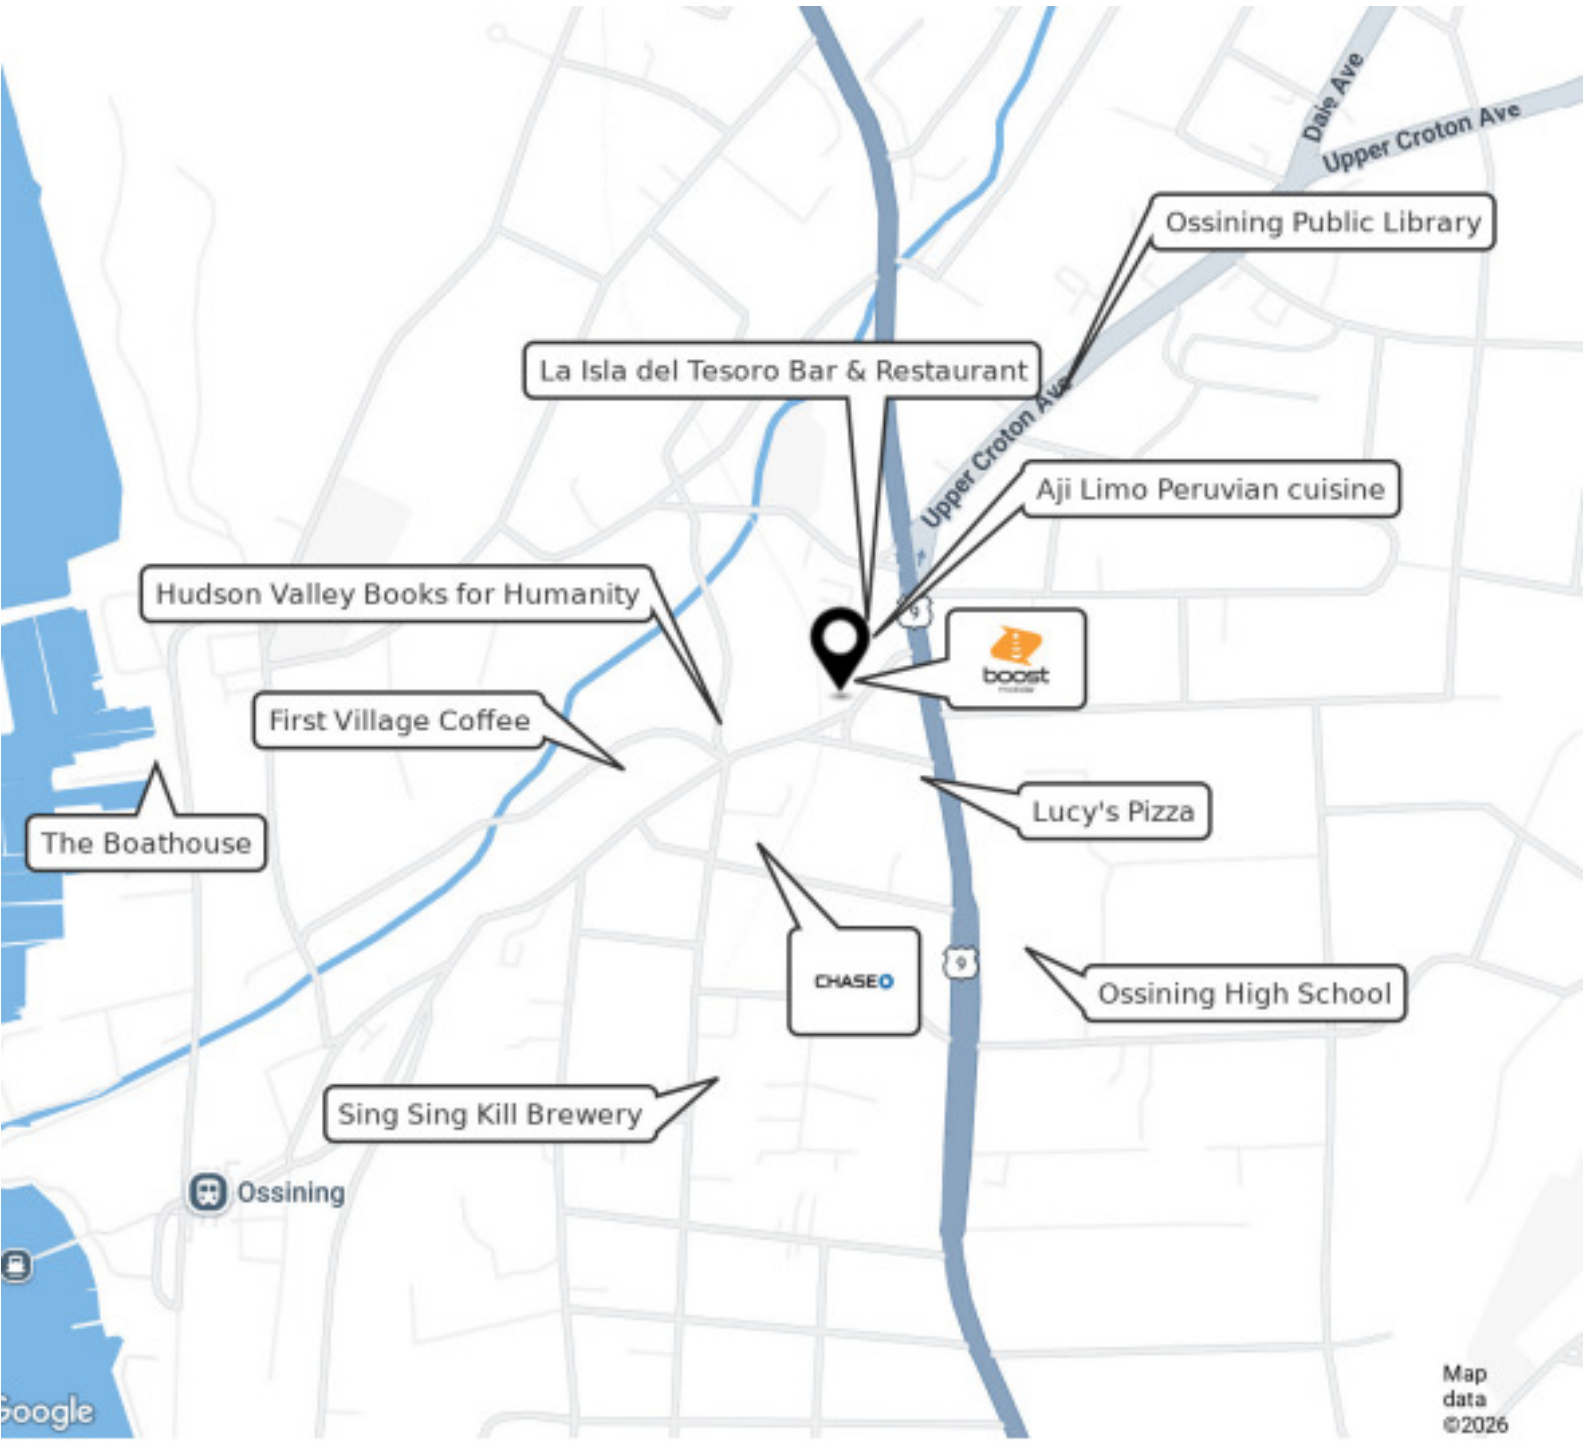 Dale Ave
Upper Croton Ave
Ossining Public Library
La Isla del Tesoro Bar & Restaurant
Upper Croton Ave
Aji Limo Peruvian cuisine
Hudson Valley Books for Humanity
9
boost
First Village Coffee
Lucy's Pizza
The Boathouse
CHASE
9
Ossining High School
Sing Sing Kill Brewery
Ossining
Map
data
©2026
Google